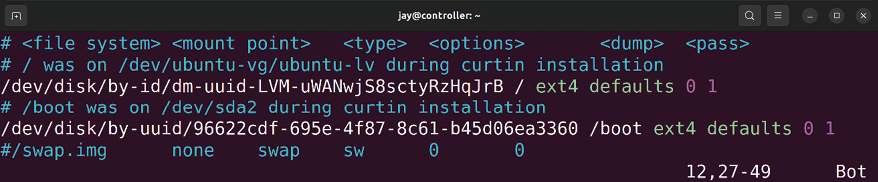 jay@controller: ~
# <file system> <mount point>   <type>  <options>       <dump>  <pass>
# / was on /dev/ubuntu-vg/ubuntu-lv during curtin installation
/dev/disk/by-id/dm-uuid-LVM-uWANwjS8sctyRzHqJrB / ext4 defaults 0 1
# /boot was on /dev/sda2 during curtin installation
/dev/disk/by-uuid/96622cdf-695e-4f87-8c61-b45d06ea3360 /boot ext4 defaults 0 1
#/swap.img      none    swap    sw      0       0
12,27-49      Bot